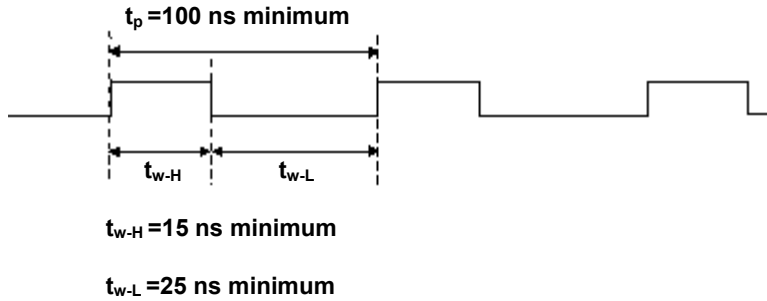 tp =100 ns minimum
tw-H tw-L
tw-H =15 ns minimum
tw-L =25 ns minimum